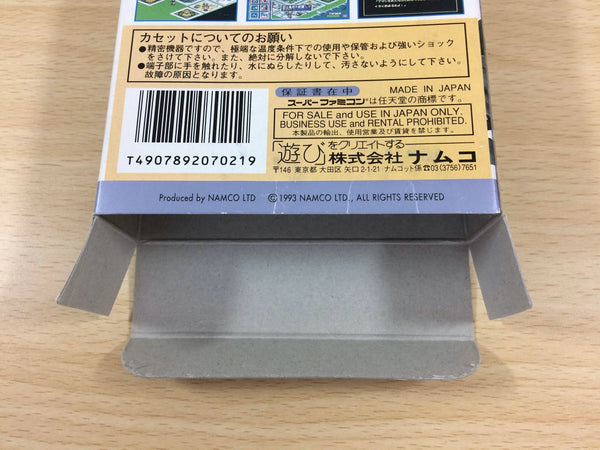 カセットについてのお願い
●精密機器ですので、極端な温度条件下での使用や保管および強いショック
をさけて下さい。また、絶対に分解しないで下さい。
●端子部に手を触れたり、水にぬらしたりして、汚さないようにして下さい。
故障の原因となります。
保証書在中
MADE IN JAPAN
スーパーファミコンは任天堂の商標です。
FOR SALE and USE IN JAPAN ONLY.
BUSINESS USE and RENTAL PROHIBITED.
本製品の輸出、使用営業及び賃貸を禁じます。
T4907892070219
「遊び」をクリエイトする
株式会社ナムコ
〒146 東京都 大田区 矢口2-1-21 ナムコット係☎03(3756)7651
Produced by NAMCO LTD ©1993 NAMCO LTD., ALL RIGHTS RESERVED